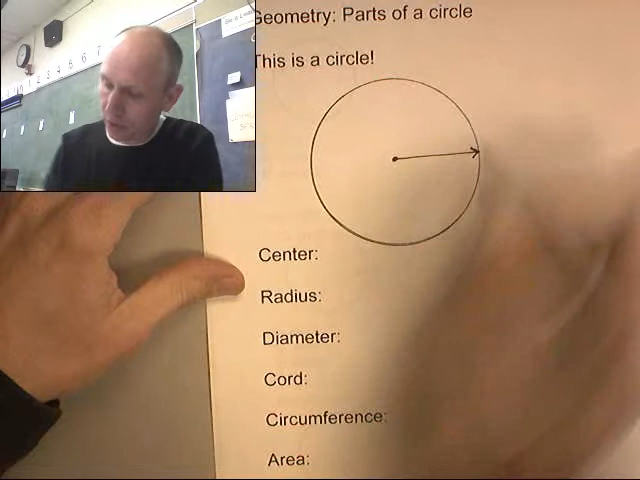 Geometry: Parts of a circle
This is a circle!
Center:
Radius:
Diameter:
Cord:
Circumference:
Area: